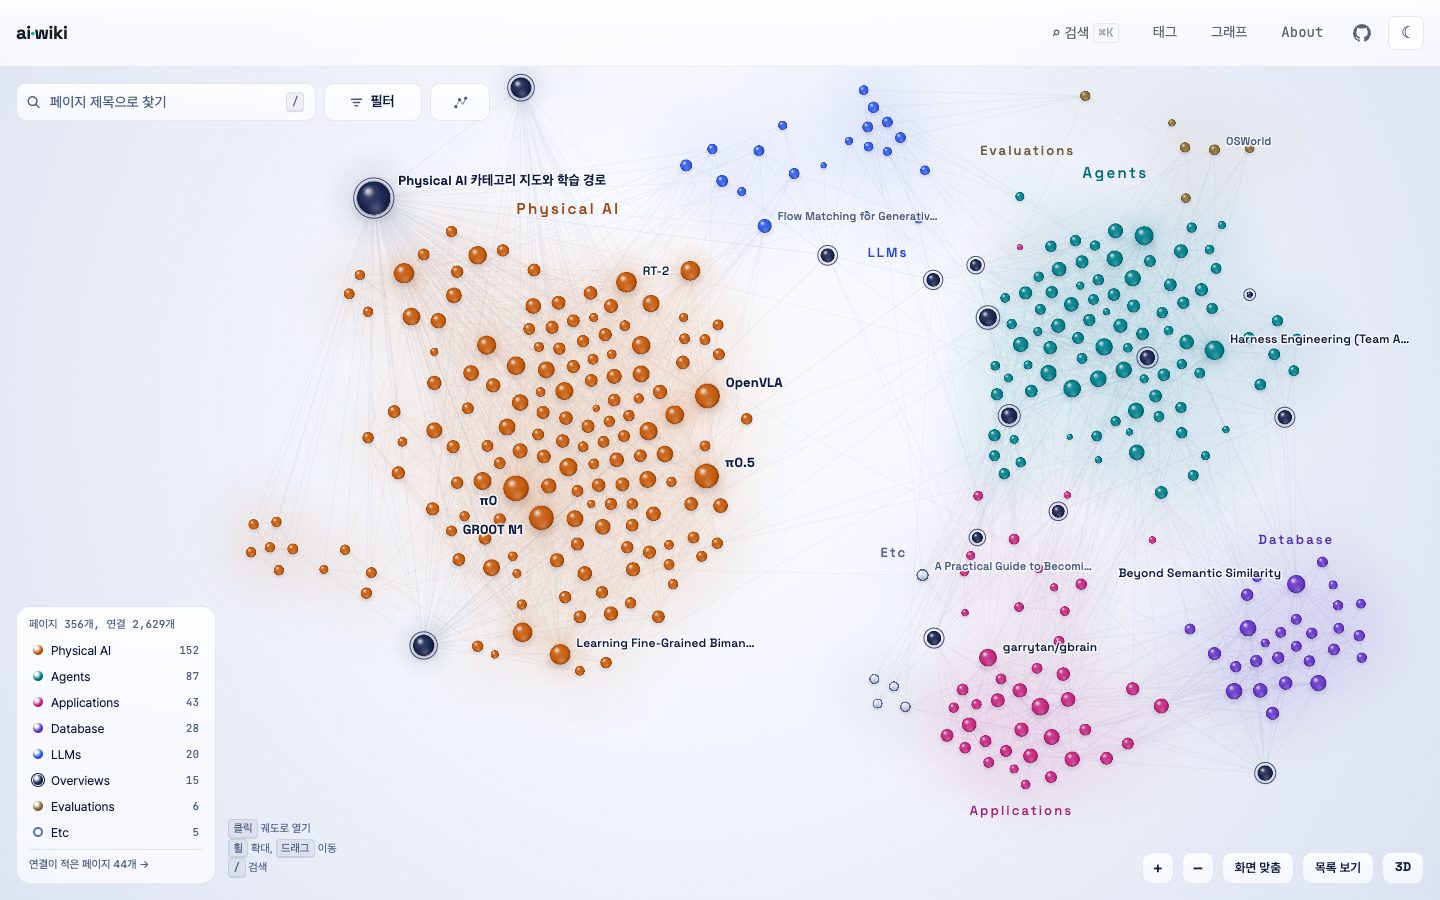 ai·wiki
검색 ⌘K
태그
그래프
About
페이지 제목으로 찾기 /
필터
Evaluations
OSWorld
Agents
Physical AI 카테고리 지도와 학습 경로
Physical AI
Flow Matching for Generativ...
LLMs
RT-2
Harness Engineering (Team A...
OpenVLA
π0.5
π0
GR00T N1
Etc
Database
A Practical Guide to Becomi...
Beyond Semantic Similarity
Learning Fine-Grained Biman...
garrytan/gbrain
Applications
페이지 356개, 연결 2,629개
Physical AI 152
Agents 87
Applications 43
Database 28
LLMs 20
Overviews 15
Evaluations 6
Etc 5
연결이 적은 페이지 44개 →
클릭 궤도로 열기
휠 확대, 드래그 이동
/ 검색
+
−
화면 맞춤
목록 보기
3D